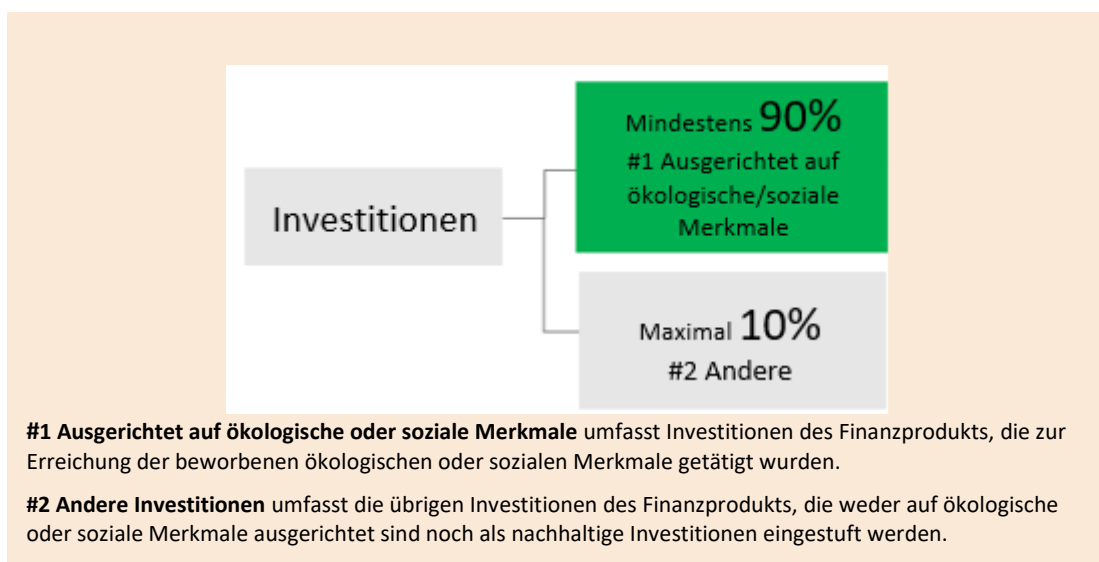 Investitionen
Mindestens 90%
#1 Ausgerichtet auf
ökologische/soziale
Merkmale
Maximal 10%
#2 Andere
#1 Ausgerichtet auf ökologische oder soziale Merkmale umfasst Investitionen des Finanzprodukts, die zur
Erreichung der beworbenen ökologischen oder sozialen Merkmale getätigt wurden.
#2 Andere Investitionen umfasst die übrigen Investitionen des Finanzprodukts, die weder auf ökologische
oder soziale Merkmale ausgerichtet sind noch als nachhaltige Investitionen eingestuft werden.